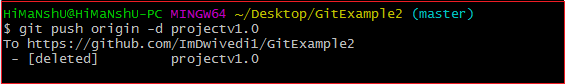 HiMaNshU@HiMaNshU-PC MINGW64 ~/Desktop/GitExample2 (master)
$ git push origin -d projectv1.0
To https://github.com/ImDwivedi1/GitExample2
 - [deleted]         projectv1.0